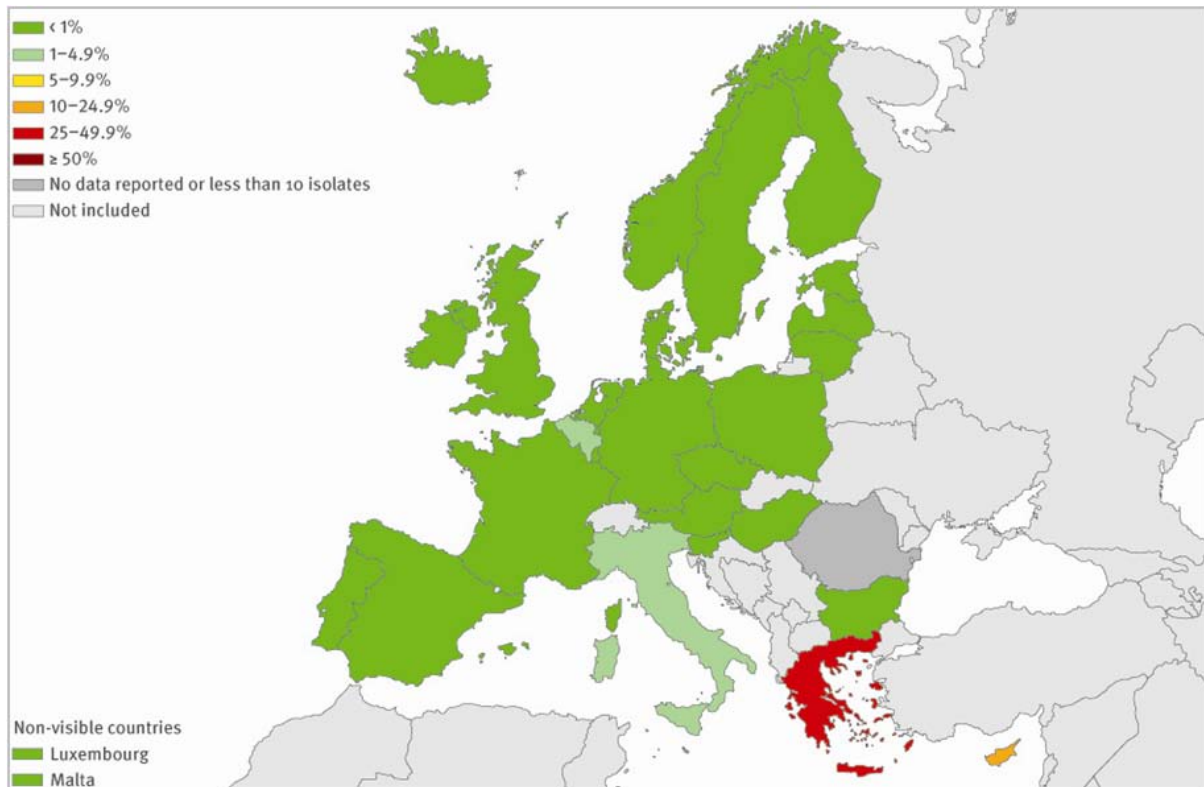 < 1%
1–4.9%
5–9.9%
10–24.9%
25–49.9%
≥ 50%
No data reported or less than 10 isolates
Not included
Non-visible countries
Luxembourg
Malta